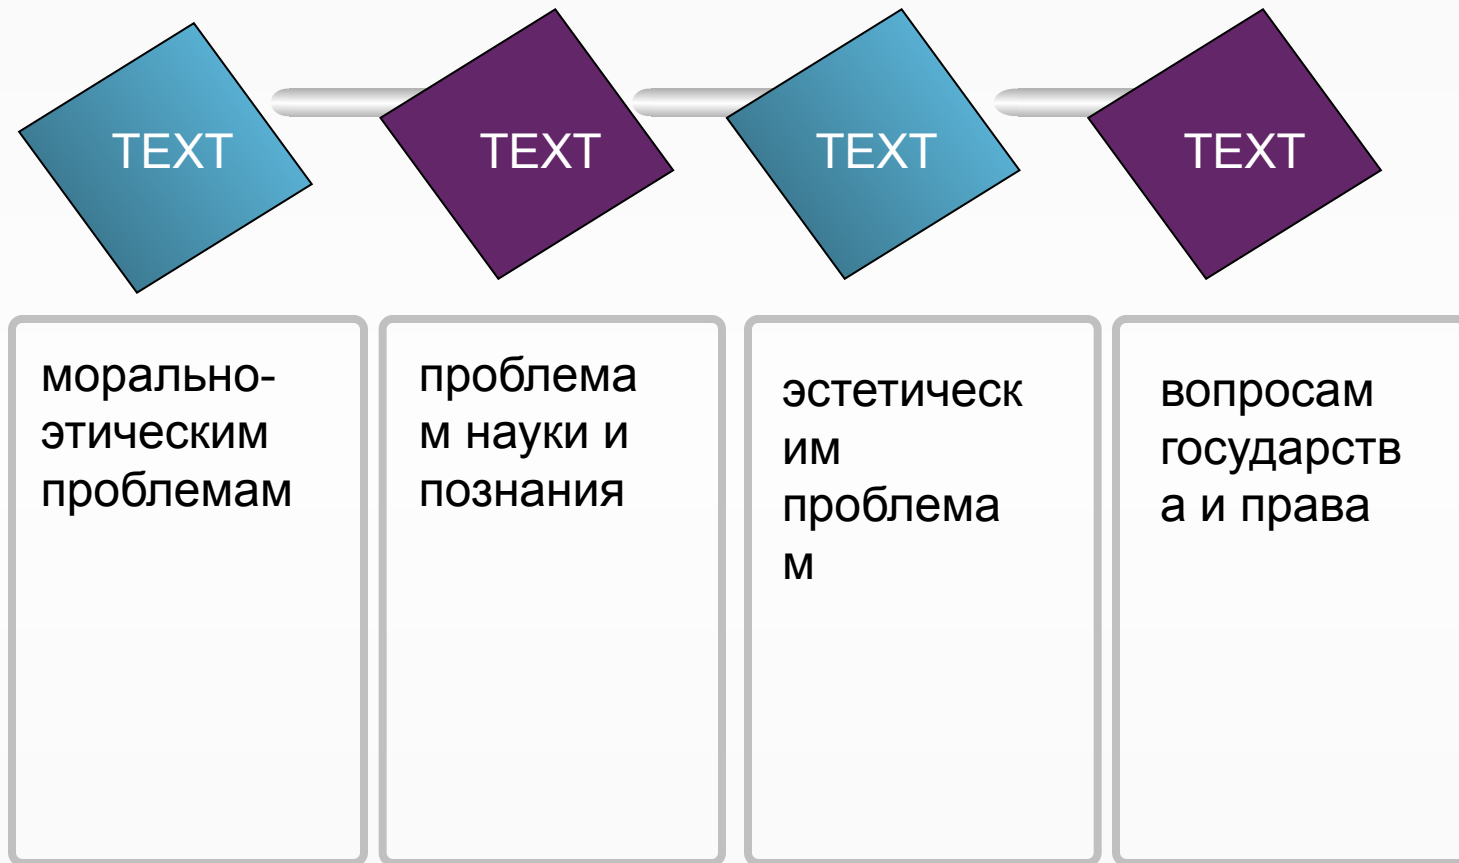 TEXT
TEXT
TEXT
TEXT
морально-
этическим
проблемам
проблема
м науки и
познания
эстетическ
им
проблема
м
вопросам
государств
а и права